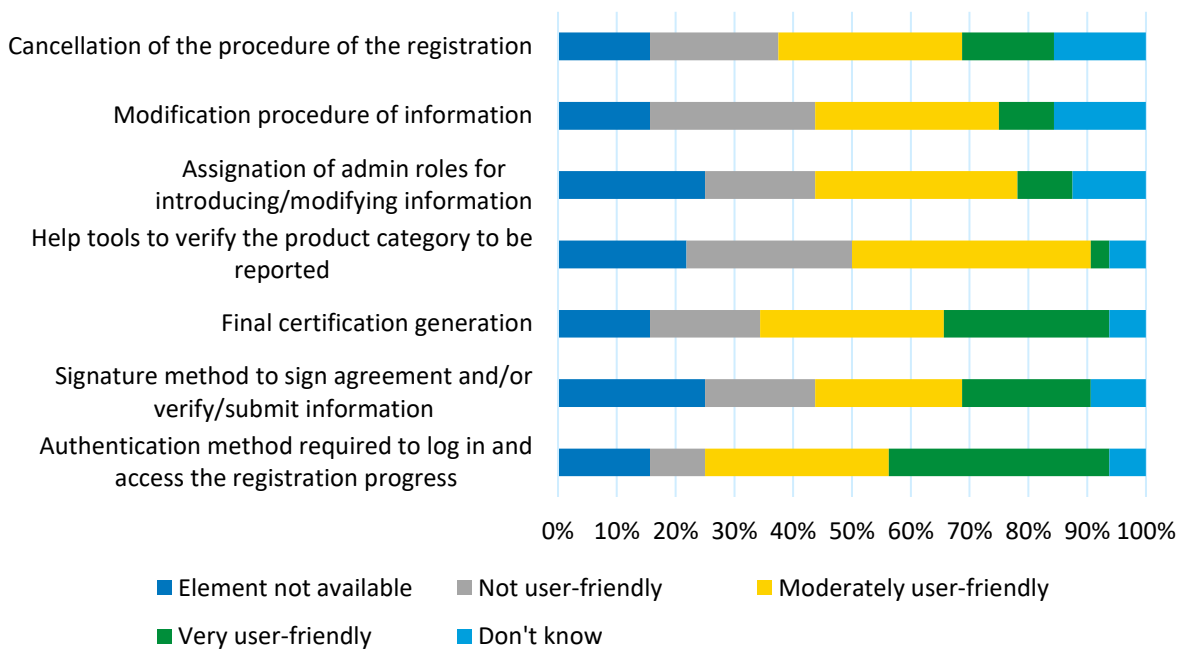 Cancellation of the procedure of the registration
Modification procedure of information
Assignation of admin roles for
introducing/modifying information
Help tools to verify the product category to be
reported
Final certification generation
Signature method to sign agreement and/or
verify/submit information
Authentication method required to log in and
access the registration progress
0% 10% 20% 30% 40% 50% 60% 70% 80% 90% 100%
Element not available Not user-friendly Moderately user-friendly
Very user-friendly Don't know